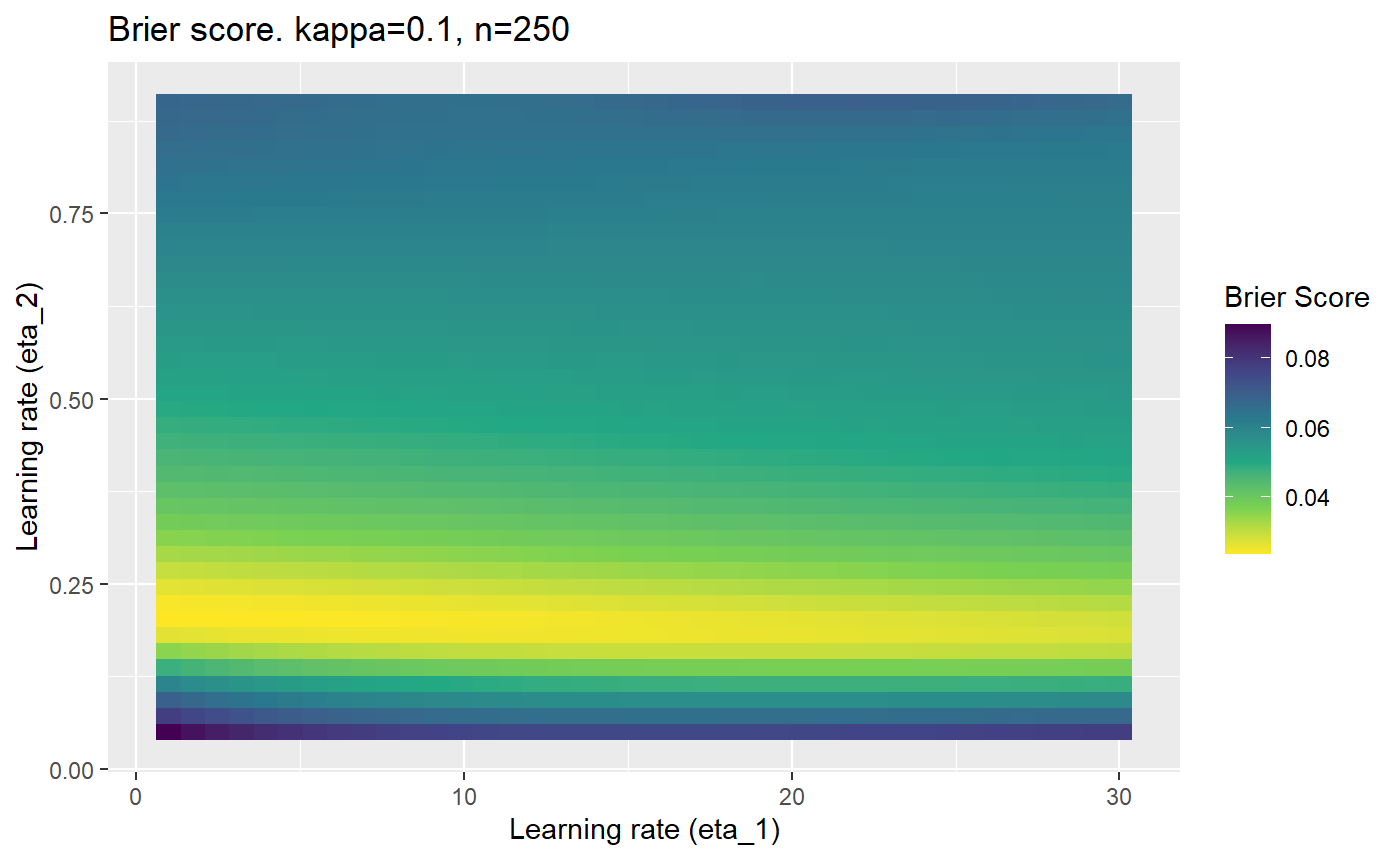 Brier score. kappa=0.1, n=250
Learning rate (eta_2)
0.75
0.50
0.25
0.00
0 10 20 30
Learning rate (eta_1)
Brier Score
0.08
0.06
0.04